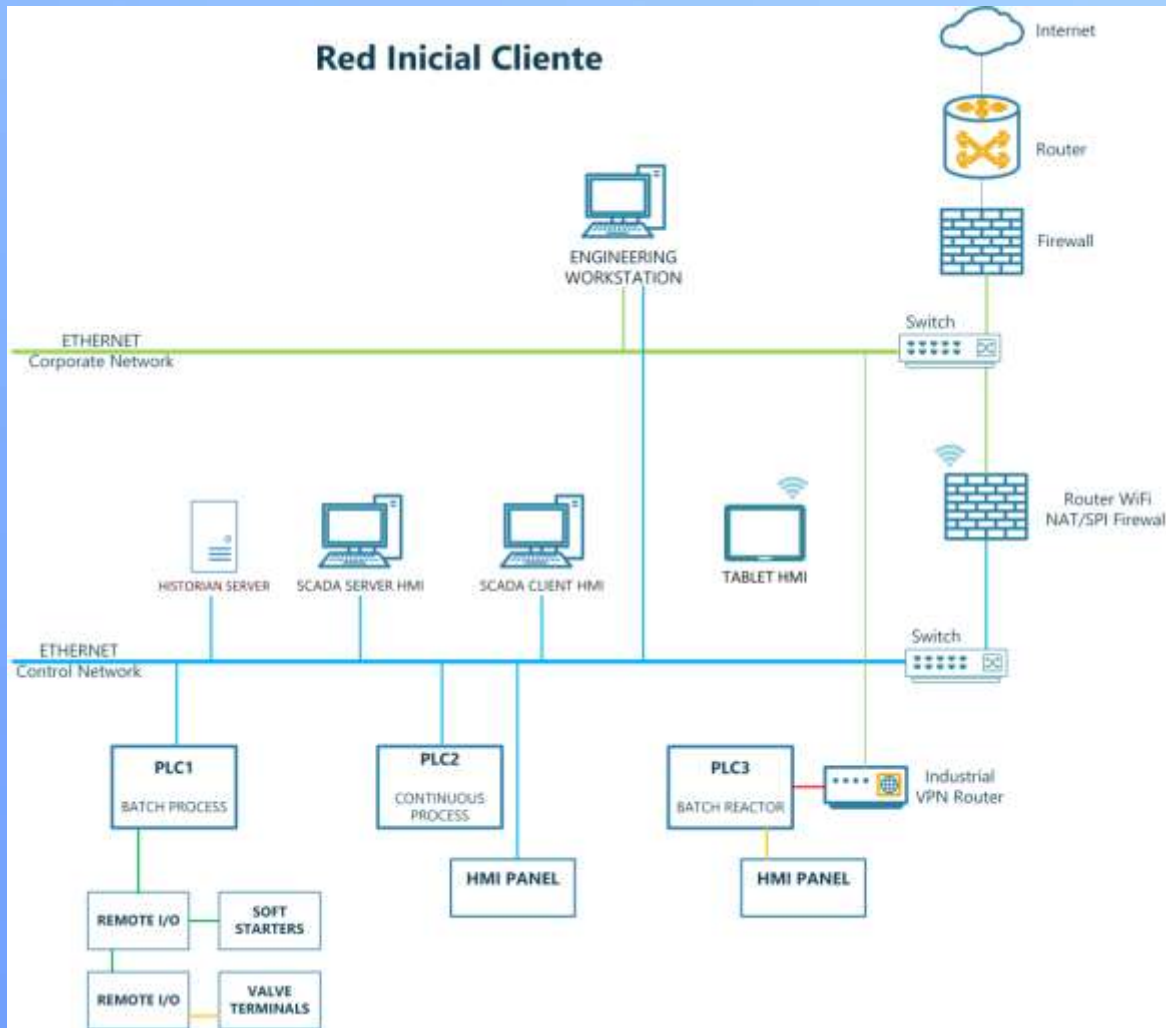 Red Inicial Cliente
Internet
Router
Firewall
ENGINEERING
WORKSTATION
Switch
ETHERNET
Corporate Network
Router WiFi
NAT/SPI Firewal
HISTORIAN SERVER
SCADA SERVER HMI
SCADA CLIENT HMI
TABLET HMI
Switch
ETHERNET
Control Network
PLC1
BATCH PROCESS
PLC2
CONTINUOUS
PROCESS
PLC3
BATCH REACTOR
Industrial
VPN Router
HMI PANEL
HMI PANEL
REMOTE I/O
SOFT
STARTERS
REMOTE I/O
VALVE
TERMINALS